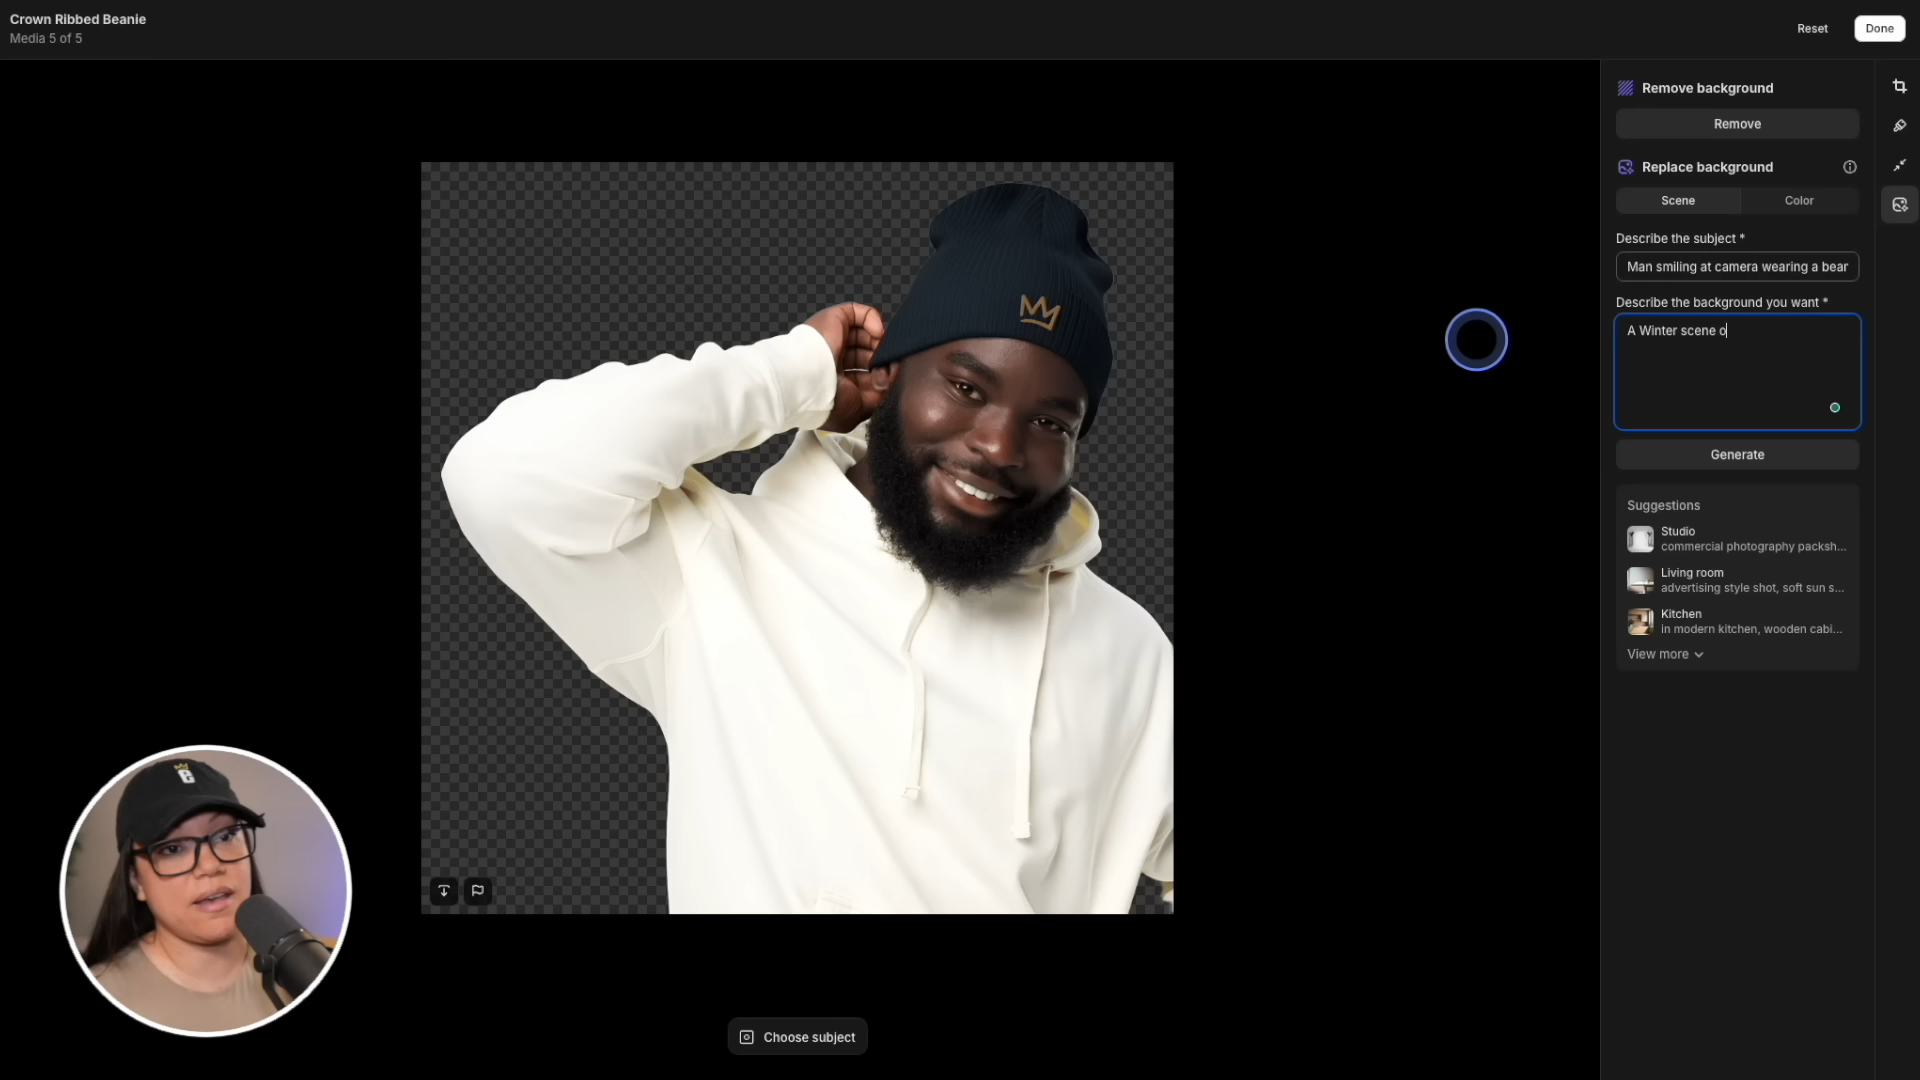 Crown Ribbed Beanie
Media 5 of 5
Reset
Done
Remove background
Remove
Replace background
Scene
Color
Describe the subject *
Man smiling at camera wearing a bear
Describe the background you want *
A Winter scene o
Generate
Suggestions
Studio
commercial photography packsh...
Living room
advertising style shot, soft sun s...
Kitchen
in modern kitchen, wooden cabi...
View more
Choose subject